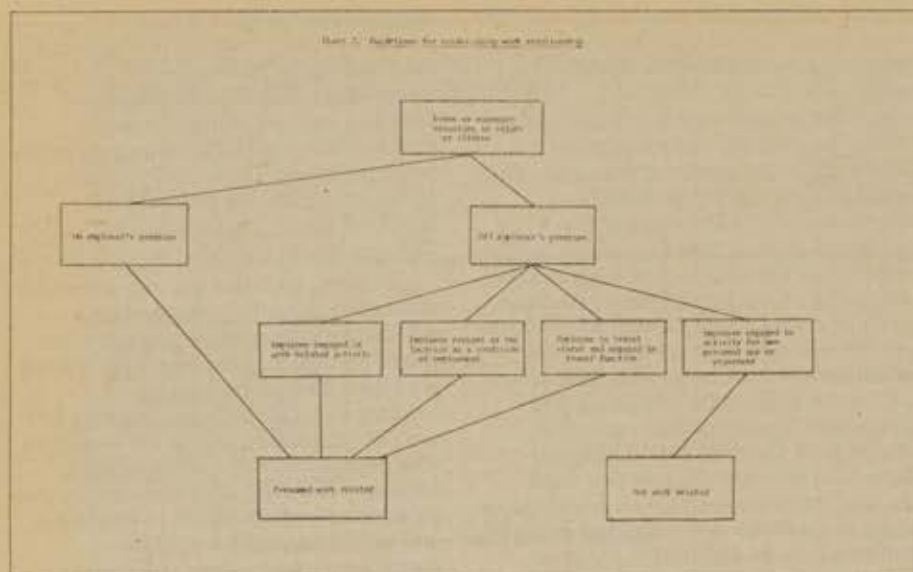 Chart 2. Guidelines for establishing work relationship
Event or exposure
resulting in injury
or illness
On employer's premises
Off employer's premises
Employee engaged in
work related activity
Employee present at the
location as a condition
of employment
Employee in travel
status and engaged in
travel function
Employee engaged in
activity for own
personal use or
enjoyment
Presumed work related
Not work related